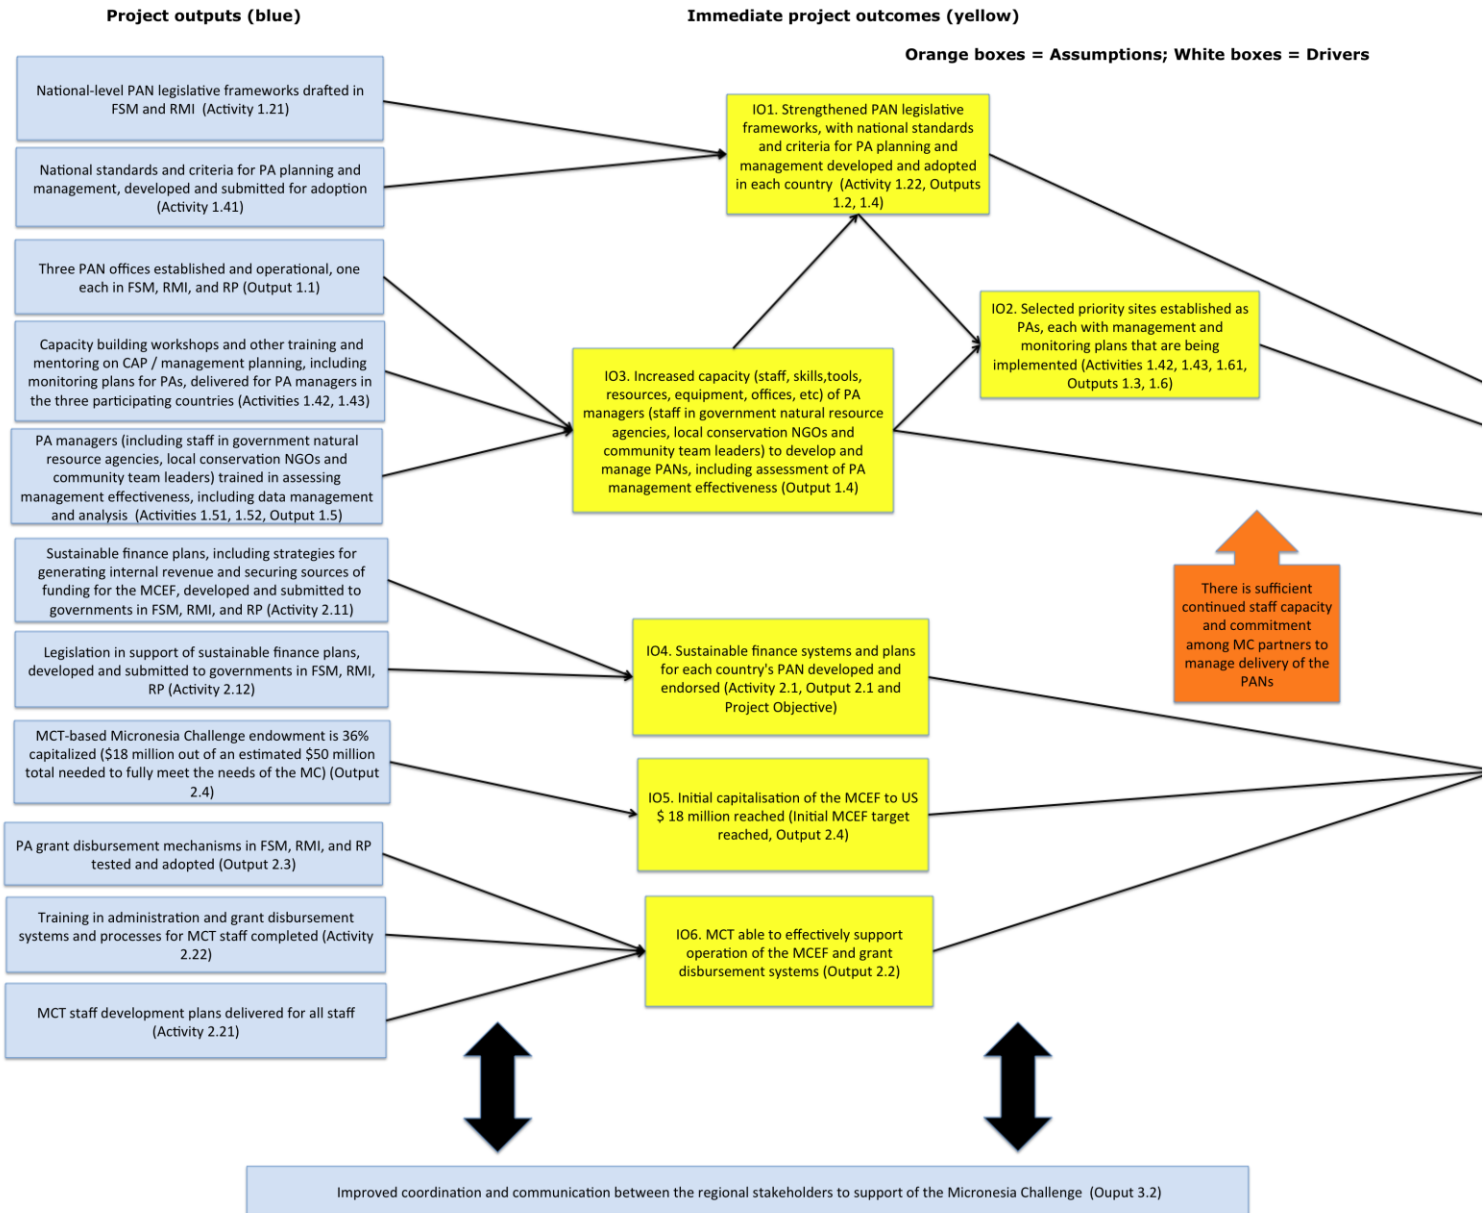 Project outputs (blue)
Immediate project outcomes (yellow)
Orange boxes = Assumptions; White boxes = Drivers
National-level PAN legislative frameworks drafted in
FSM and RMI  (Activity 1.21)
National standards and criteria for PA planning and
management, developed and submitted for adoption
(Activity 1.41)
Three PAN offices established and operational, one
each in FSM, RMI, and RP (Output 1.1)
Capacity building workshops and other training and
mentoring on CAP / management planning, including
monitoring plans for PAs, delivered for PA managers in
the three participating countries (Activities 1.42, 1.43)
PA managers (including staff in government natural
resource agencies, local conservation NGOs and
community team leaders) trained in assessing
management effectiveness, including data management
and analysis  (Activities 1.51, 1.52, Output 1.5)
Sustainable finance plans, including strategies for
generating internal revenue and securing sources of
funding for the MCEF, developed and submitted to
governments in FSM, RMI, and RP (Activity 2.11)
Legislation in support of sustainable finance plans,
developed and submitted to governments in FSM, RMI,
RP (Activity 2.12)
MCT-based Micronesia Challenge endowment is 36%
capitalized ($18 million out of an estimated $50 million
total needed to fully meet the needs of the MC) (Output
2.4)
PA grant disbursement mechanisms in FSM, RMI, and RP
tested and adopted (Output 2.3)
Training in administration and grant disbursement
systems and processes for MCT staff completed (Activity
2.22)
MCT staff development plans delivered for all staff
(Activity 2.21)
IO1. Strengthened PAN legislative
frameworks, with national standards
and criteria for PA planning and
management developed and adopted
in each country  (Activity 1.22, Outputs
1.2, 1.4)
IO2. Selected priority sites established as
PAs, each with management and
monitoring plans that are being
implemented (Activities 1.42, 1.43, 1.61,
Outputs 1.3, 1.6)
IO3. Increased capacity (staff, skills,tools,
resources, equipment, offices, etc) of PA
managers (staff in government natural resource
agencies, local conservation NGOs and
community team leaders) to develop and
manage PANs, including assessment of PA
management effectiveness (Output 1.4)
There is sufficient
continued staff capacity
and commitment
among MC partners to
manage delivery of the
PANs
IO4. Sustainable finance systems and plans
for each country's PAN developed and
endorsed (Activity 2.1, Output 2.1 and
Project Objective)
IO5. Initial capitalisation of the MCEF to US
$ 18 million reached (Initial MCEF target
reached, Output 2.4)
IO6. MCT able to effectively support
operation of the MCEF and grant
disbursement systems (Output 2.2)
Improved coordination and communication between the regional stakeholders to support of the Micronesia Challenge  (Ouput 3.2)